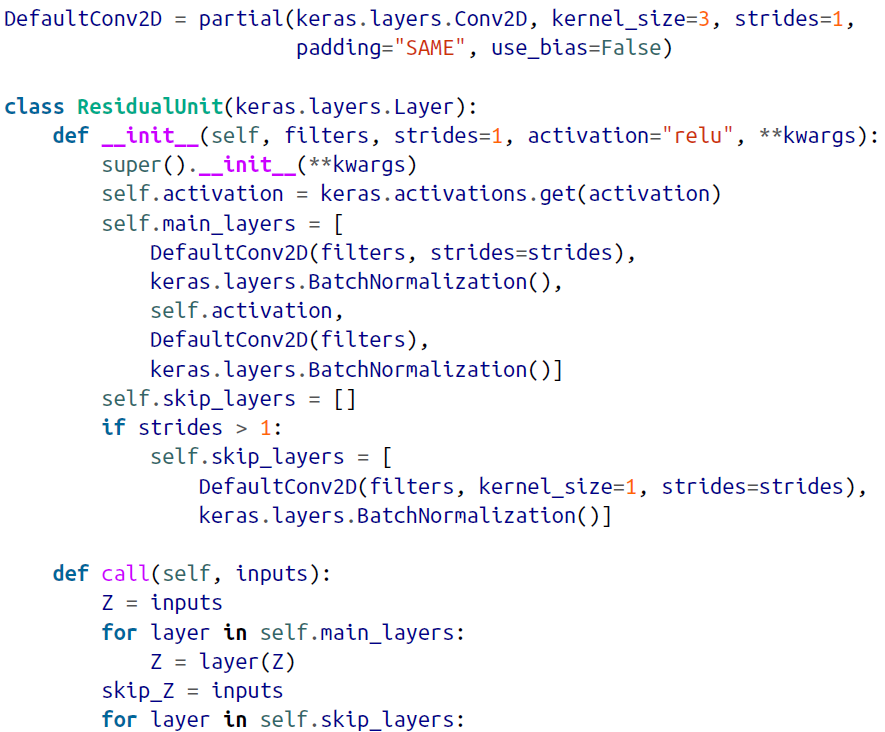 DefaultConv2D = partial(keras.layers.Conv2D, kernel_size=3, strides=1,
                        padding="SAME", use_bias=False)

class ResidualUnit(keras.layers.Layer):
    def __init__(self, filters, strides=1, activation="relu", **kwargs):
        super().__init__(**kwargs)
        self.activation = keras.activations.get(activation)
        self.main_layers = [
            DefaultConv2D(filters, strides=strides),
            keras.layers.BatchNormalization(),
            self.activation,
            DefaultConv2D(filters),
            keras.layers.BatchNormalization()]
        self.skip_layers = []
        if strides > 1:
            self.skip_layers = [
                DefaultConv2D(filters, kernel_size=1, strides=strides),
                keras.layers.BatchNormalization()]

    def call(self, inputs):
        Z = inputs
        for layer in self.main_layers:
            Z = layer(Z)
        skip_Z = inputs
        for layer in self.skip_layers: